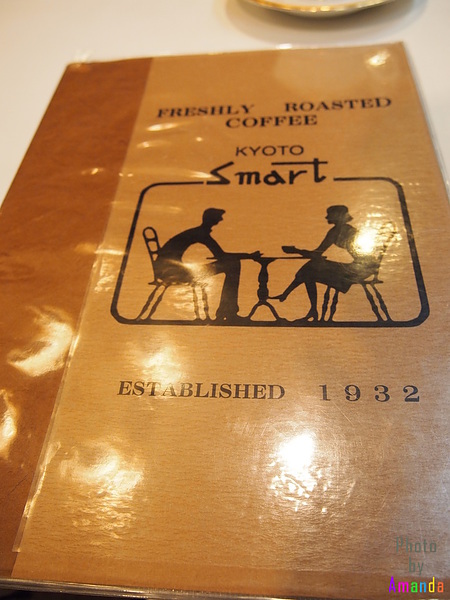 FRESHLY ROASTED
COFFEE
KYOTO
Smart
ESTABLISHED 1932
Photo
by
Amanda